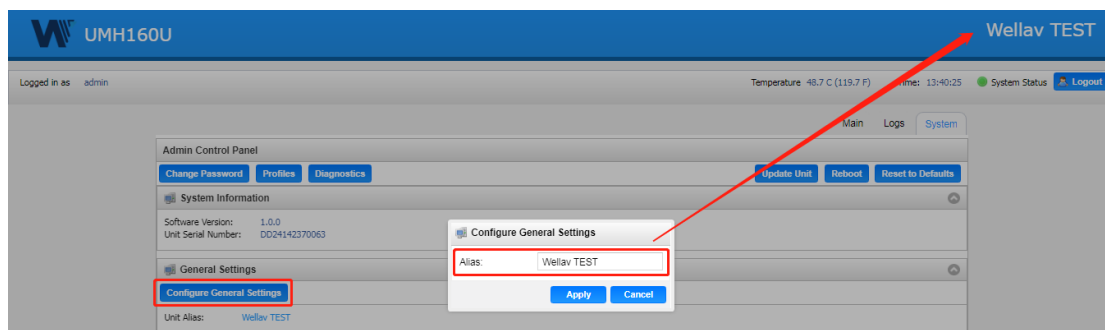 UMH160U
Wellav TEST
Logged in as admin
Temperature 48.7 C (119.7 F)
13:40:25
System Status
Logout
Main
Logs
System
Admin Control Panel
Change Password
Profiles
Diagnostics
Update Unit
Reboot
Reset to Defaults
System Information
Software Version: 1.0.0
Unit Serial Number: DD24142370063
Configure General Settings
Alias: Wellav TEST
Apply
Cancel
General Settings
Configure General Settings
Unit Alias: Wellav TEST